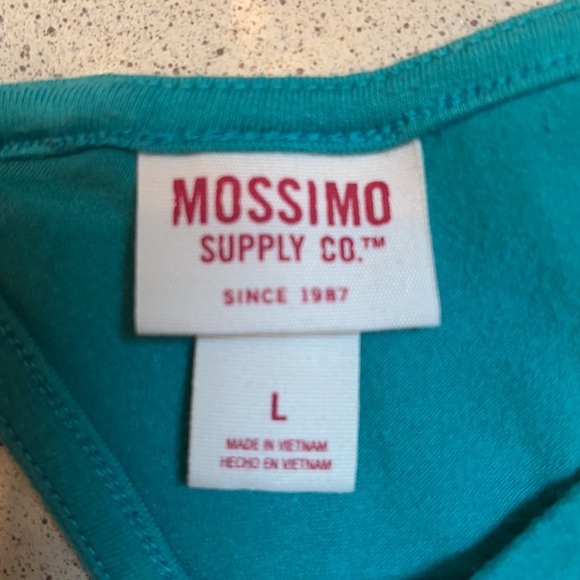 MOSSIMO
SUPPLY CO.™
SINCE 1987
L
MADE IN VIETNAM
HECHO EN VIETNAM